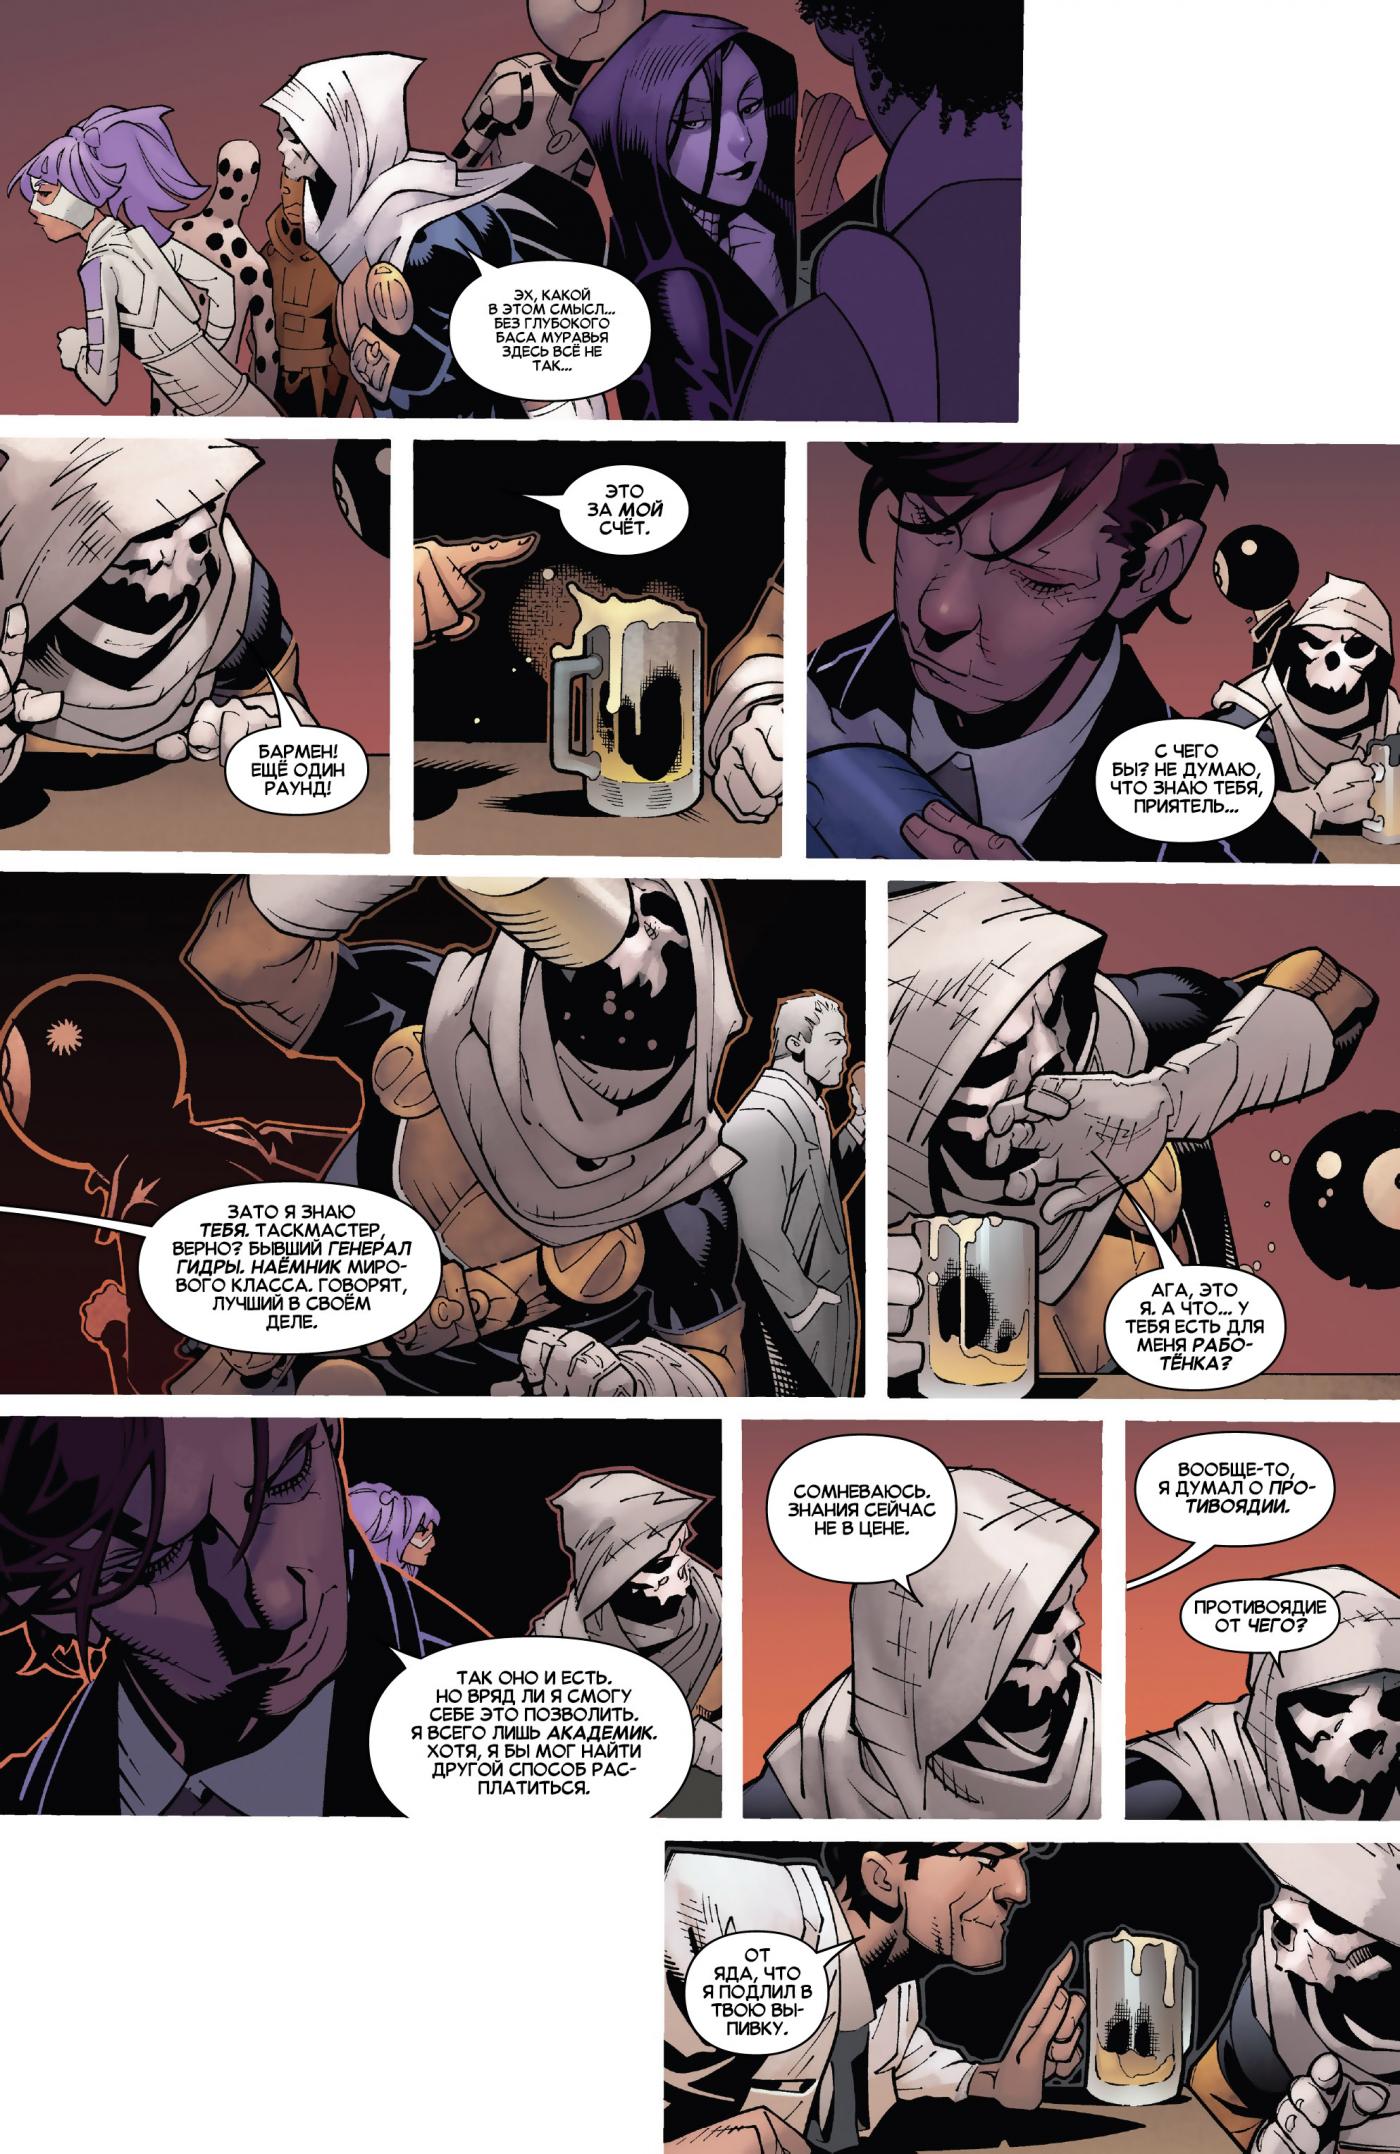 ЭХ, КАКОЙ
В ЭТОМ СМЫСЛ...
БЕЗ ГЛУБОКОГО
БАСА МУРАВЬЯ
ЗДЕСЬ ВСЁ НЕ
ТАК...
БАРМЕН!
ЕЩЁ ОДИН
РАУНД!
ЭТО
ЗА МОЙ
СЧЁТ.
С ЧЕГО
БЫ? НЕ ДУМАЮ,
ЧТО ЗНАЮ ТЕБЯ,
ПРИЯТЕЛЬ...
ЗАТО Я ЗНАЮ
ТЕБЯ. ТАСКМАСТЕР,
ВЕРНО? БЫВШИЙ ГЕНЕРАЛ
ГИДРЫ. НАЁМНИК МИРО-
ВОГО КЛАССА. ГОВОРЯТ,
ЛУЧШИЙ В СВОЁМ
ДЕЛЕ.
АГА, ЭТО
Я. А ЧТО... У
ТЕБЯ ЕСТЬ ДЛЯ
МЕНЯ РАБО-
ТЁНКА?
ТАК ОНО И ЕСТЬ.
НО ВРЯД ЛИ Я СМОГУ
СЕБЕ ЭТО ПОЗВОЛИТЬ.
Я ВСЕГО ЛИШЬ АКАДЕМИК.
ХОТЯ, Я БЫ МОГ НАЙТИ
ДРУГОЙ СПОСОБ РАС-
ПЛАТИТЬСЯ.
СОМНЕВАЮСЬ.
ЗНАНИЯ СЕЙЧАС
НЕ В ЦЕНЕ.
ВООБЩЕ-ТО,
Я ДУМАЛ О ПРО-
ТИВОЯДИИ.
ПРОТИВОЯДИЕ
ОТ ЧЕГО?
ОТ
ЯДА, ЧТО
Я ПОДЛИЛ В
ТВОЮ ВЫ-
ПИВКУ.